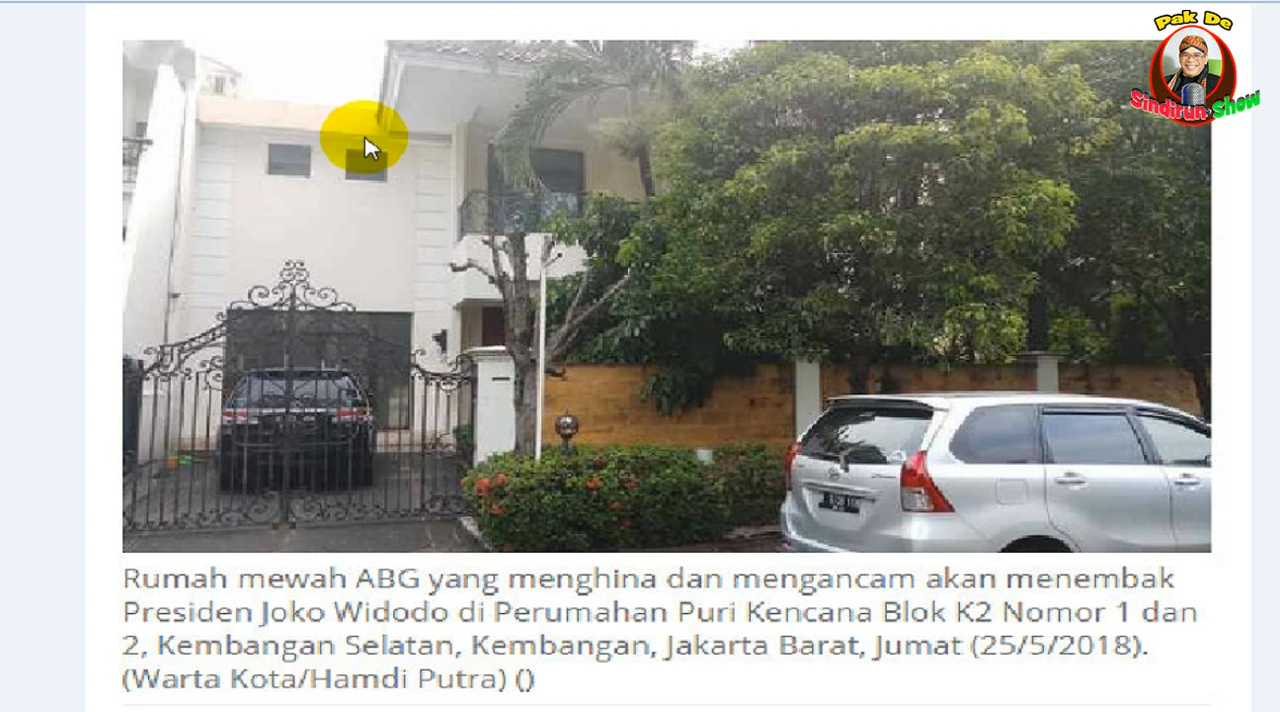 Pak De
Sindirun Show
Rumah mewah ABG yang menghina dan mengancam akan menembak
Presiden Joko Widodo di Perumahan Puri Kencana Blok K2 Nomor 1 dan
2, Kembangan Selatan, Kembangan, Jakarta Barat, Jumat (25/5/2018).
(Warta Kota/Hamdi Putra) ()